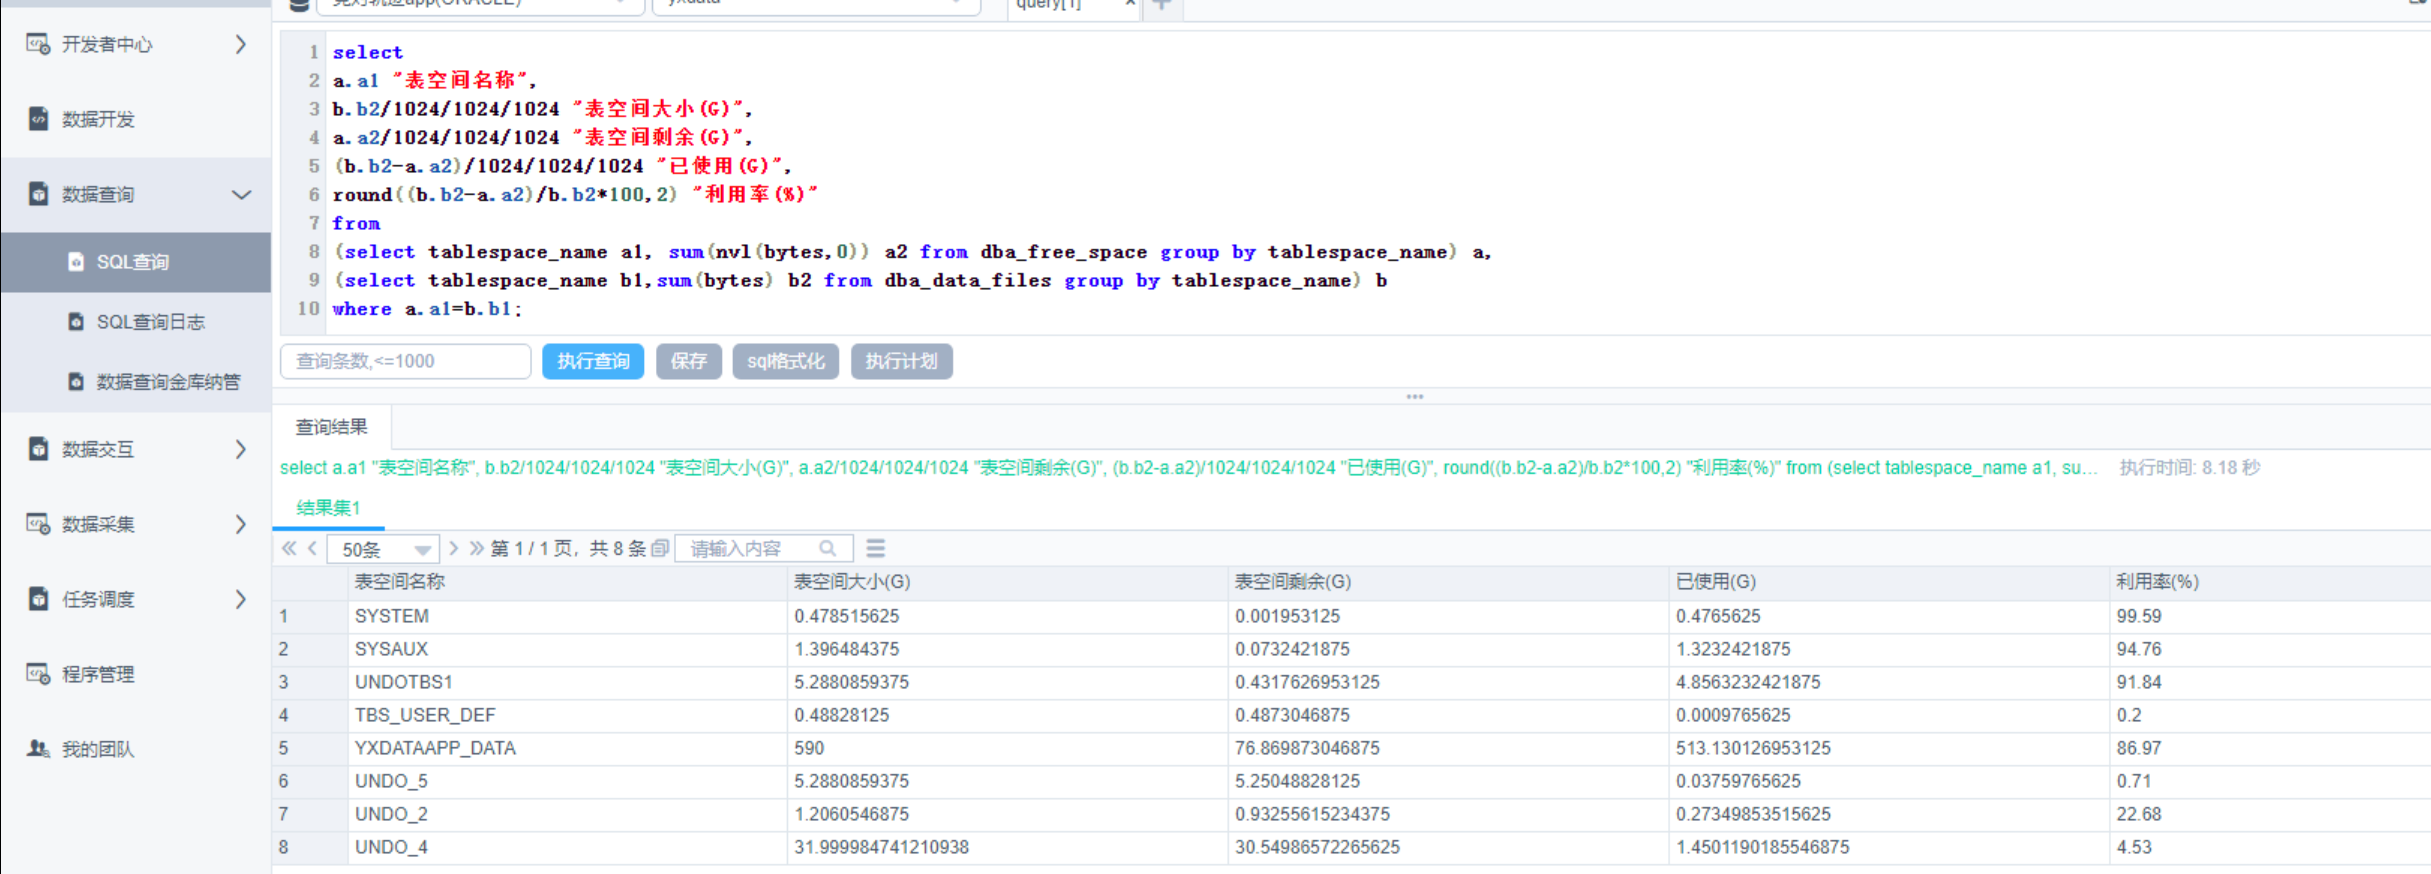 query[1]
开发者中心
数据开发
数据查询
SQL查询
SQL查询日志
数据查询金库纳管
数据交互
数据采集
任务调度
程序管理
我的团队
1 select
2 a.a1 "表空间名称",
3 b.b2/1024/1024/1024 "表空间大小(G)",
4 a.a2/1024/1024/1024 "表空间剩余(G)",
5 (b.b2-a.a2)/1024/1024/1024 "已使用(G)",
6 round((b.b2-a.a2)/b.b2*100,2) "利用率(%)"
7 from
8 (select tablespace_name a1, sum(nvl(bytes,0)) a2 from dba_free_space group by tablespace_name) a,
9 (select tablespace_name b1,sum(bytes) b2 from dba_data_files group by tablespace_name) b
10 where a.a1=b.b1;
查询条数,<=1000 执行查询 保存 sql格式化 执行计划
查询结果
select a.a1 "表空间名称", b.b2/1024/1024/1024 "表空间大小(G)", a.a2/1024/1024/1024 "表空间剩余(G)", (b.b2-a.a2)/1024/1024/1024 "已使用(G)", round((b.b2-a.a2)/b.b2*100,2) "利用率(%)" from (select tablespace_name a1, su... 执行时间: 8.18 秒
结果集1
50条 第 1 / 1 页, 共 8 条 请输入内容
表空间名称 表空间大小(G) 表空间剩余(G) 已使用(G) 利用率(%)
1 SYSTEM 0.478515625 0.001953125 0.4765625 99.59
2 SYSAUX 1.396484375 0.0732421875 1.3232421875 94.76
3 UNDOTBS1 5.2880859375 0.4317626953125 4.8563232421875 91.84
4 TBS_USER_DEF 0.48828125 0.4873046875 0.0009765625 0.2
5 YXDATAAPP_DATA 590 76.869873046875 513.130126953125 86.97
6 UNDO_5 5.2880859375 5.25048828125 0.03759765625 0.71
7 UNDO_2 1.2060546875 0.93255615234375 0.27349853515625 22.68
8 UNDO_4 31.999984741210938 30.54986572265625 1.4501190185546875 4.53